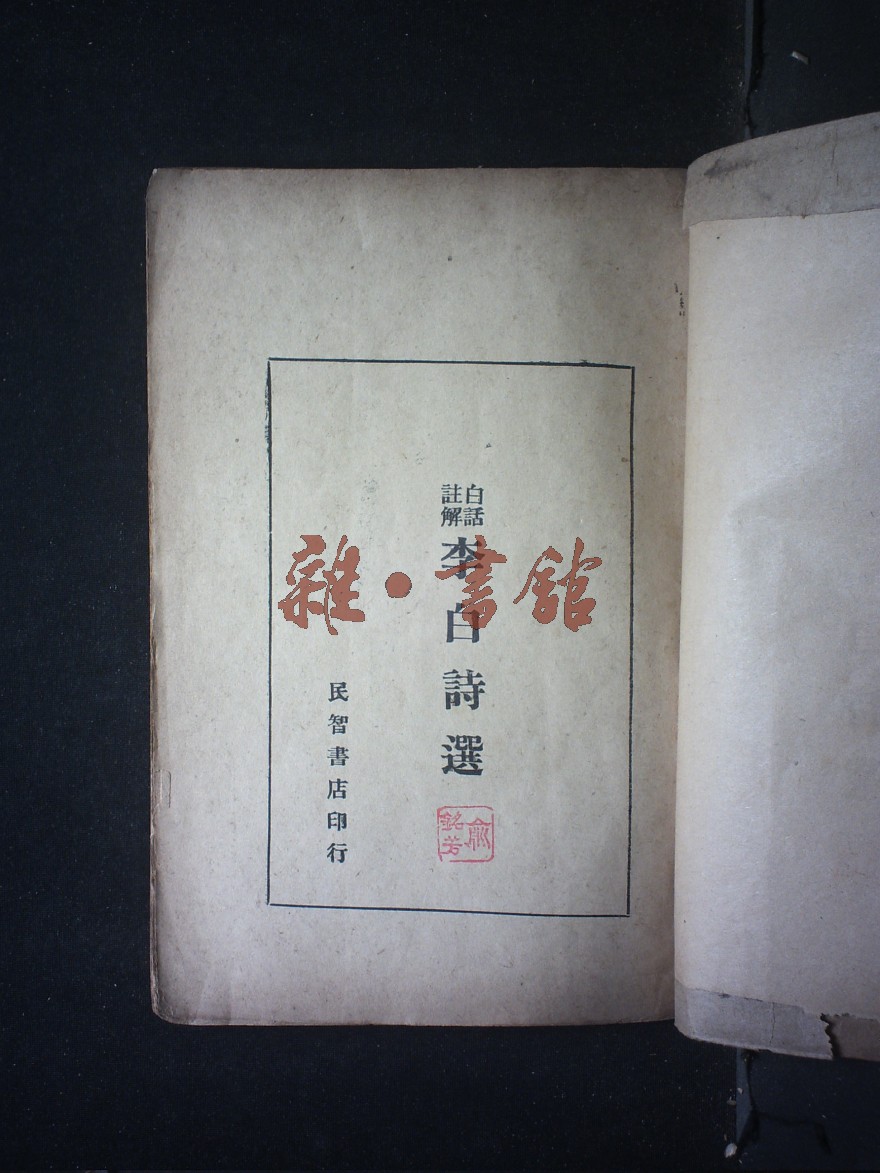 白話
註解
李白詩選
民智書店印行
俞銘芳
雜·書館